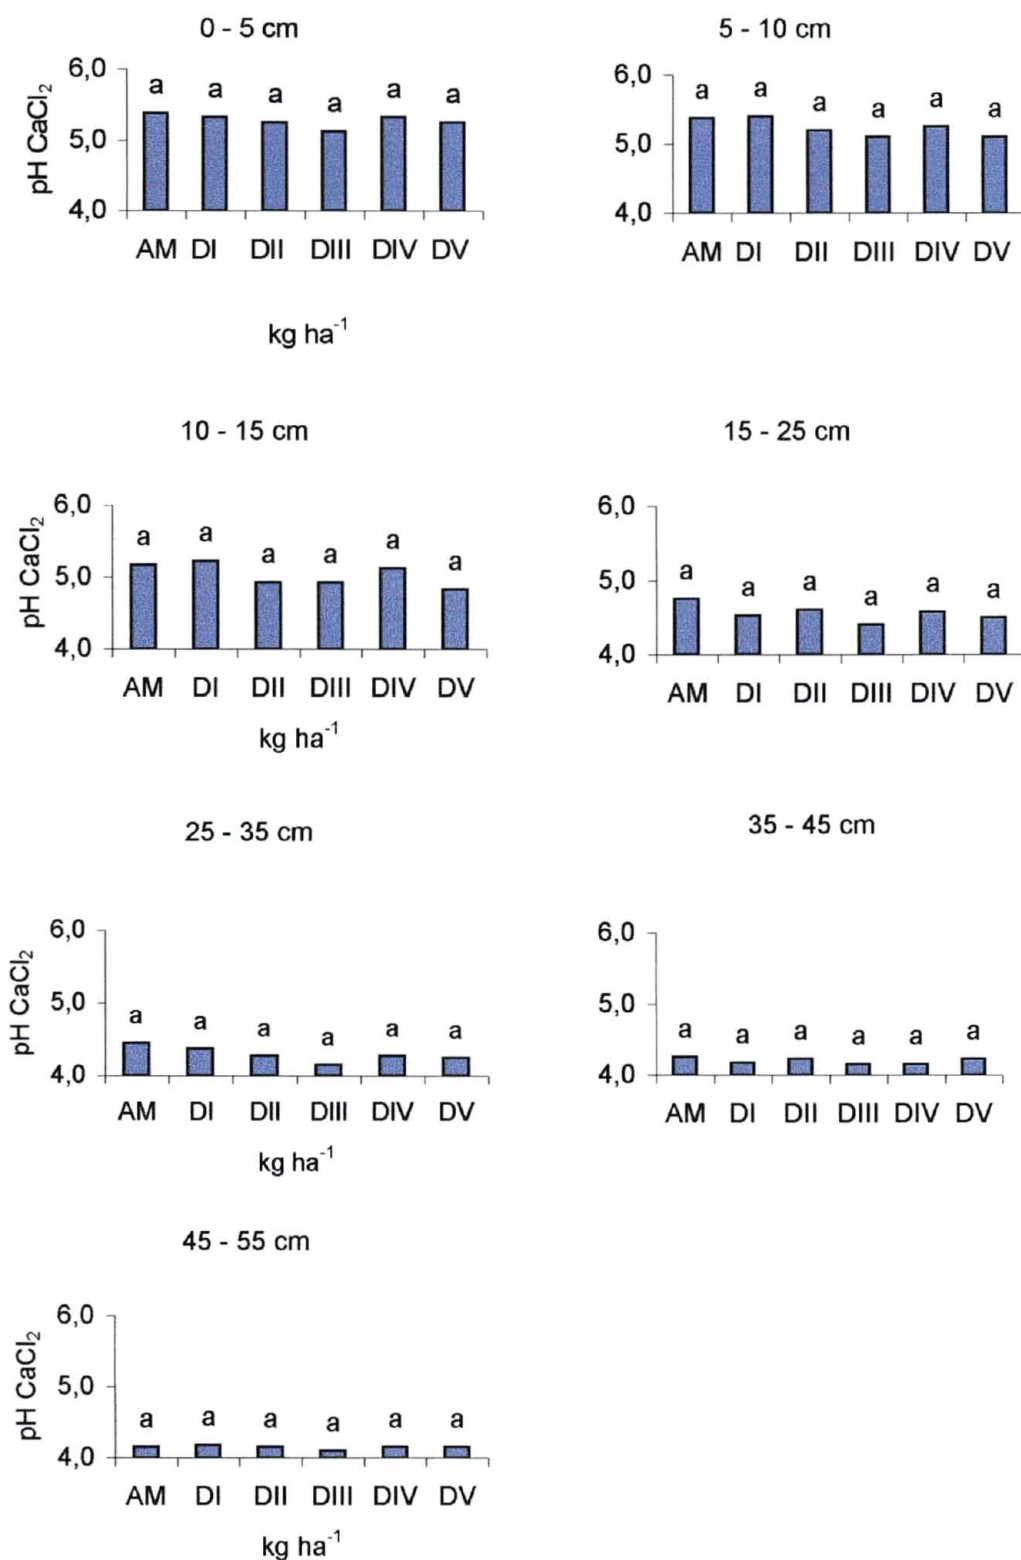 0 - 5 cm
pH CaCl₂
6,0
5,0
4,0
a a a a a a
AM DI DII DIII DIV DV
kg ha⁻¹
5 - 10 cm
6,0
5,0
4,0
a a a a a a
AM DI DII DIII DIV DV
10 - 15 cm
pH CaCl₂
6,0
5,0
4,0
a a a a a a
AM DI DII DIII DIV DV
kg ha⁻¹
15 - 25 cm
6,0
5,0
4,0
a a a a a a
AM DI DII DIII DIV DV
25 - 35 cm
pH CaCl₂
6,0
5,0
4,0
a a a a a a
AM DI DII DIII DIV DV
kg ha⁻¹
35 - 45 cm
6,0
5,0
4,0
a a a a a a
AM DI DII DIII DIV DV
45 - 55 cm
pH CaCl₂
6,0
5,0
4,0
a a a a a a
AM DI DII DIII DIV DV
kg ha⁻¹